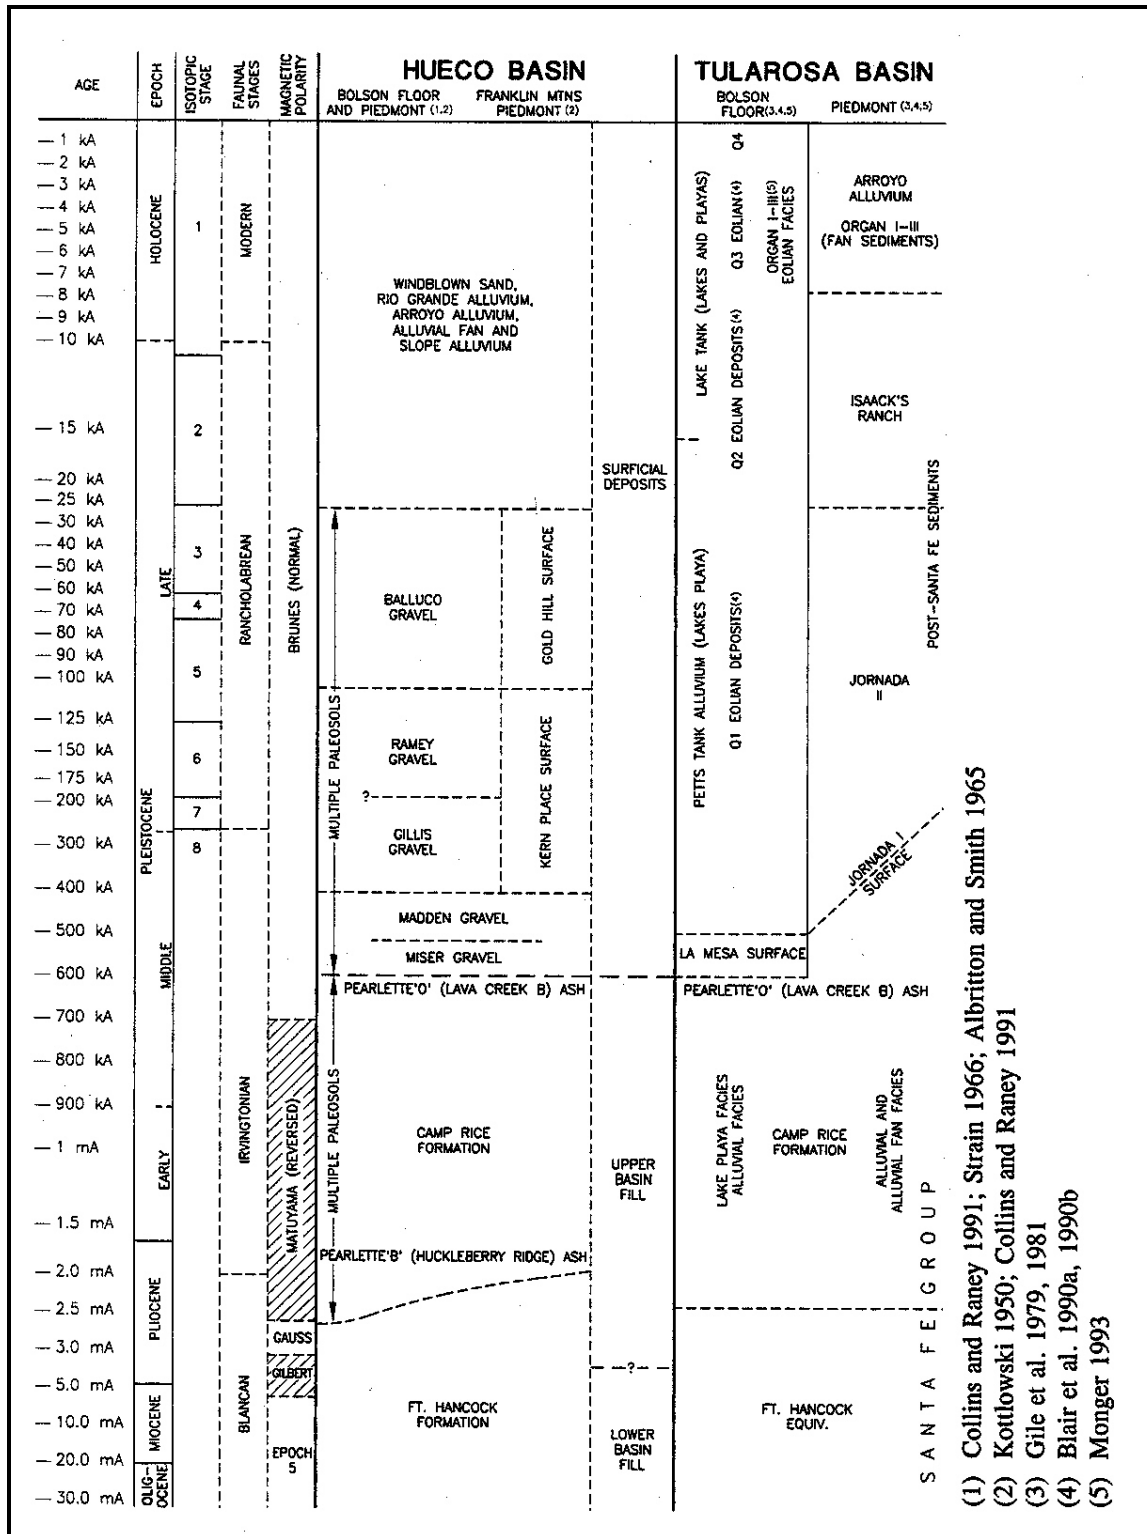 HUECO BASIN
TULAROSA BASIN
AGE
EPOCH
ISOTOPIC
STAGE
FAUNAL
STAGES
MAGNETIC
POLARITY
BOLSON FLOOR
AND PIEDMONT (1,2)
FRANKLIN MTNS
PIEDMONT (2)
BOLSON
FLOOR(3,4,5)
PIEDMONT (3,4,5)
1 kA
2 kA
3 kA
4 kA
5 kA
6 kA
7 kA
8 kA
9 kA
10 kA
15 kA
20 kA
25 kA
30 kA
40 kA
50 kA
60 kA
70 kA
80 kA
90 kA
100 kA
125 kA
150 kA
175 kA
200 kA
300 kA
400 kA
500 kA
600 kA
700 kA
800 kA
900 kA
1 mA
1.5 mA
2.0 mA
2.5 mA
3.0 mA
5.0 mA
10.0 mA
20.0 mA
30.0 mA
HOLOCENE
PLEISTOCENE
LATE
MIDDLE
EARLY
PLIOCENE
MIOCENE
OLIG-
OCENE
1
2
3
4
5
6
7
8
MODERN
RANCHOLABREAN
IRVINGTONIAN
BLANCAN
BRUNES (NORMAL)
MATUYAMA (REVERSED)
GAUSS
GILBERT
EPOCH
5
WINDBLOWN SAND,
RIO GRANDE ALLUVIUM,
ARROYO ALLUVIUM,
ALLUVIAL FAN AND
SLOPE ALLUVIUM
MULTIPLE PALEOSOLS
BALLUCO
GRAVEL
GOLD HILL SURFACE
RAMEY
GRAVEL
?
GILLIS
GRAVEL
KERN PLACE SURFACE
MADDEN GRAVEL
MISER GRAVEL
PEARLETTE'O' (LAVA CREEK B) ASH
MULTIPLE PALEOSOLS
CAMP RICE
FORMATION
PEARLETTE'B' (HUCKLEBERRY RIDGE) ASH
FT. HANCOCK
FORMATION
SURFICIAL
DEPOSITS
UPPER
BASIN
FILL
?
LOWER
BASIN
FILL
LAKE TANK (LAKES AND PLAYAS)
Q4
Q3 EOLIAN(4)
ORGAN I-III(5)
EOLIAN FACIES
Q2 EOLIAN DEPOSITS(4)
PETTS TANK ALLUVIUM (LAKES PLAYA)
Q1 EOLIAN DEPOSITS(4)
LA MESA SURFACE
PEARLETTE'O' (LAVA CREEK B) ASH
LAKE PLAYA FACIES
ALLUVIAL FACIES
CAMP RICE
FORMATION
ALLUVIAL AND
ALLUVIAL FAN FACIES
FT. HANCOCK
EQUIV.
ARROYO
ALLUVIUM
ORGAN I-III
(FAN SEDIMENTS)
ISAACK'S
RANCH
JORNADA
II
JORNADA I
SURFACE
POST-SANTA FE SEDIMENTS
SANTA FE GROUP
(1) Collins and Raney 1991; Strain 1966; Albritton and Smith 1965
(2) Kottlowski 1950; Collins and Raney 1991
(3) Gile et al. 1979, 1981
(4) Blair et al. 1990a, 1990b
(5) Monger 1993